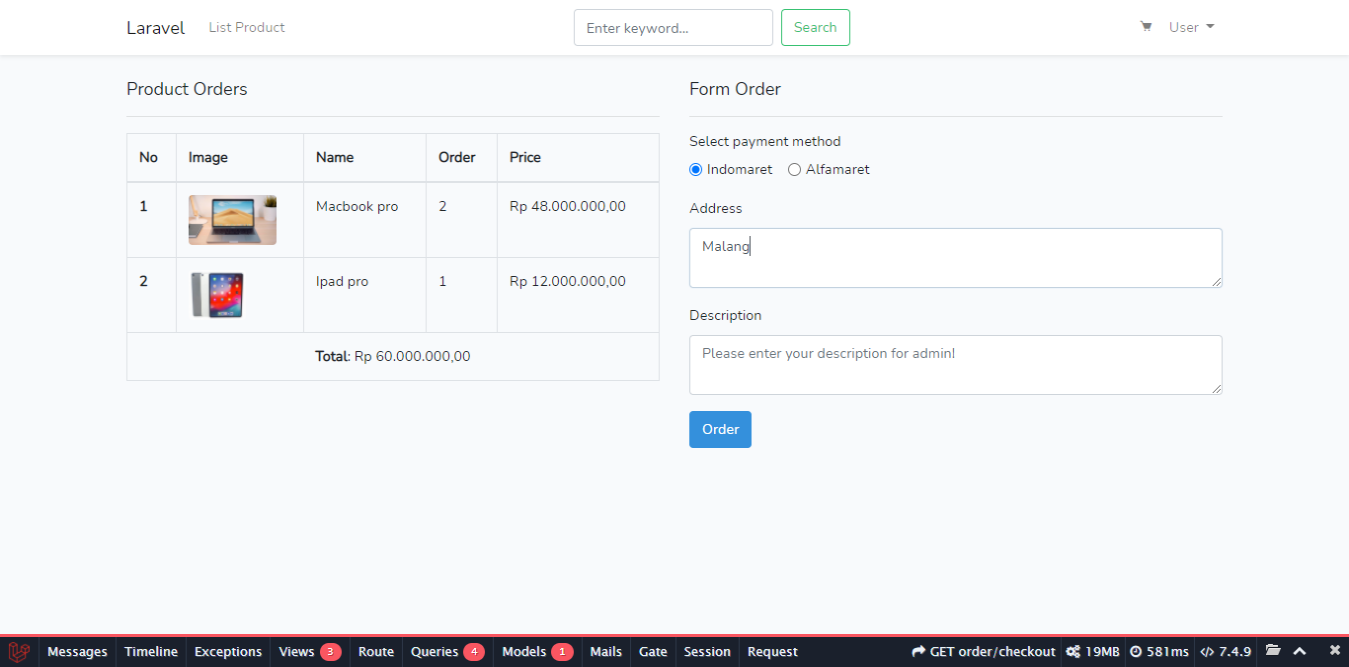 Laravel List Product Enter keyword... Search User
Product Orders
No Image Name Order Price
1 Macbook pro 2 Rp 48.000.000,00
2 Ipad pro 1 Rp 12.000.000,00
Total: Rp 60.000.000,00
Form Order
Select payment method
Indomaret Alfamaret
Address
Malang
Description
Please enter your description for admin!
Order
Messages Timeline Exceptions Views 3 Route Queries 4 Models 1 Mails Gate Session Request GET order/checkout 19MB 581ms 7.4.9